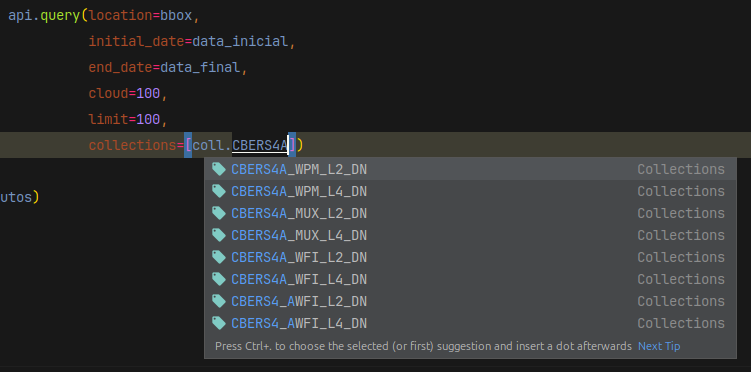 api.query(location=bbox,
initial_date=data_inicial,
end_date=data_final,
cloud=100,
limit=100,
collections=[coll.CBERS4A])
CBERS4A_WPM_L2_DN Collections
utos)
CBERS4A_WPM_L4_DN Collections
CBERS4A_MUX_L2_DN Collections
CBERS4A_MUX_L4_DN Collections
CBERS4A_WFI_L2_DN Collections
CBERS4A_WFI_L4_DN Collections
CBERS4_AWFI_L2_DN Collections
CBERS4_AWFI_L4_DN Collections
Press Ctrl+. to choose the selected (or first) suggestion and insert a dot afterwards Next Tip